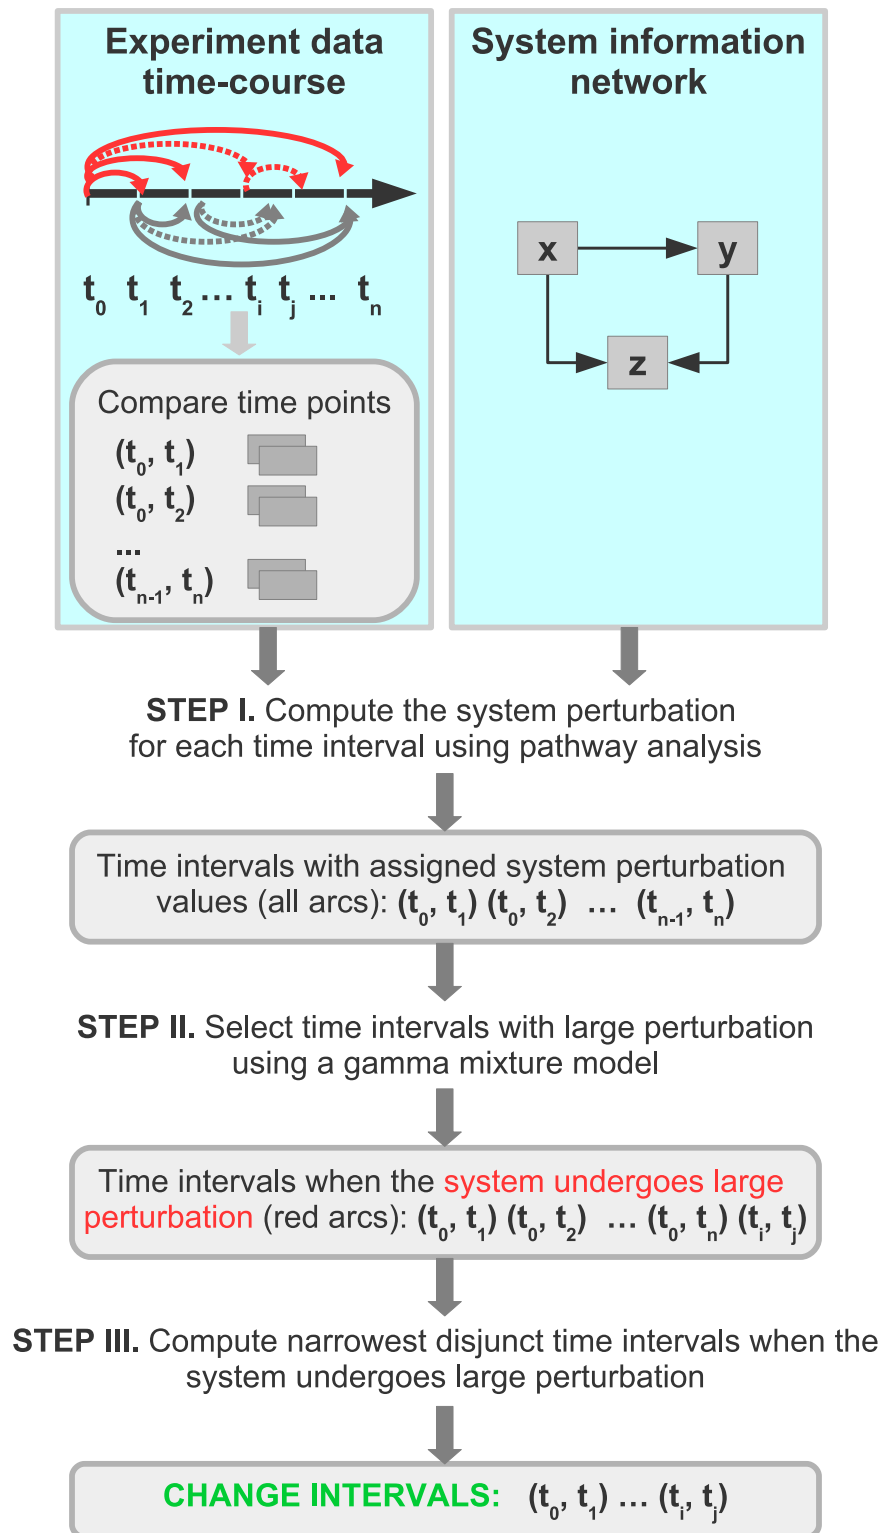 Experiment data
time-course
t0 t1 t2 ... ti tj ... tn
Compare time points
(t0, t1)
(t0, t2)
...
(tn-1, tn)
System information
network
x
y
z
STEP I. Compute the system perturbation
for each time interval using pathway analysis
Time intervals with assigned system perturbation
values (all arcs): (t0, t1) (t0, t2) ... (tn-1, tn)
STEP II. Select time intervals with large perturbation
using a gamma mixture model
Time intervals when the system undergoes large
perturbation (red arcs): (t0, t1) (t0, t2) ... (t0, tn) (ti, tj)
STEP III. Compute narrowest disjunct time intervals when the
system undergoes large perturbation
CHANGE INTERVALS: (t0, t1) ... (ti, tj)